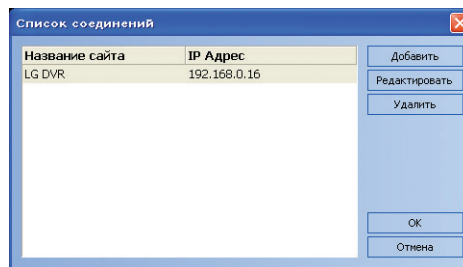 Список соединений
Название сайта IP Адрес
LG DVR 192.168.0.16
Добавить
Редактировать
Удалить
OK
Отмена